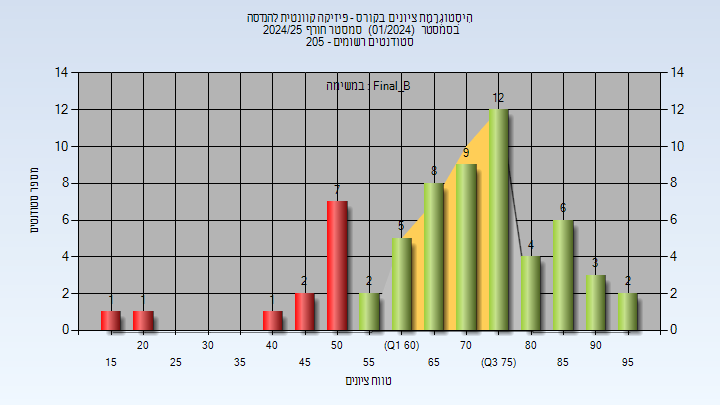 היסטוגרמת ציונים בקורס - פיזיקה קוונטית להנדסה
בסמסטר (01/2024) סמסטר חורף 2024/25
סטודנטים רשומים - 205
במשימה : Final_B
מספר סטודנטים
14 14
12 12
10 10
8 8
6 6
4 4
2 2
0 0
1 1 1 2 7 2 5 8 9 12 4 6 3 2
20 30 40 50 (Q1 60) 70 80 90
15 25 35 45 55 65 (Q3 75) 85 95
טווח ציונים